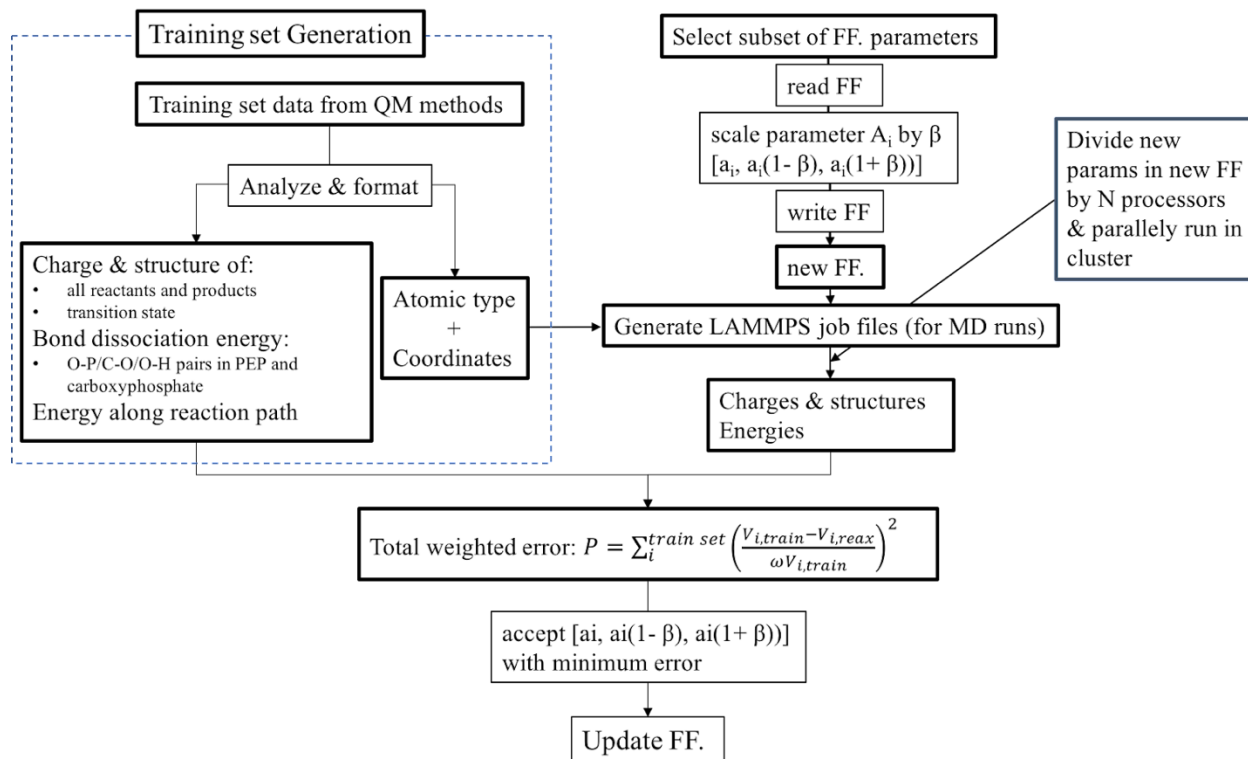 Training set Generation
Training set data from QM methods
Analyze & format
Charge & structure of:
• all reactants and products
• transition state
Bond dissociation energy:
• O-P/C-O/O-H pairs in PEP and
carboxyphosphate
Energy along reaction path
Atomic type
+
Coordinates
Select subset of FF. parameters
read FF
scale parameter Aᵢ by β
[aᵢ, aᵢ(1- β), aᵢ(1+ β))]
write FF
new FF.
Generate LAMMPS job files (for MD runs)
Divide new
params in new FF
by N processors
& parallely run in
cluster
Charges & structures
Energies
Total weighted error: P = ∑_i^{train set} ((V_{i,train}−V_{i,reax})/(ωV_{i,train}))^2
accept [ai, ai(1- β), ai(1+ β))]
with minimum error
Update FF.